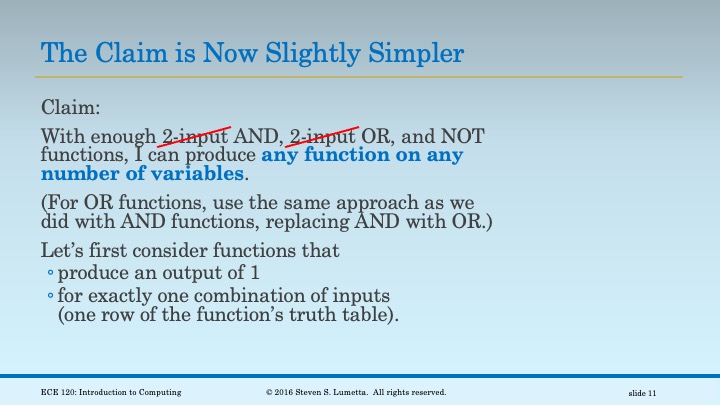 The Claim is Now Slightly Simpler
Claim:
With enough 2-input AND, 2-input OR, and NOT
functions, I can produce any function on any
number of variables.
(For OR functions, use the same approach as we
did with AND functions, replacing AND with OR.)
Let’s first consider functions that
◦ produce an output of 1
◦ for exactly one combination of inputs
(one row of the function’s truth table).
ECE 120: Introduction to Computing
© 2016 Steven S. Lumetta. All rights reserved.
slide 11